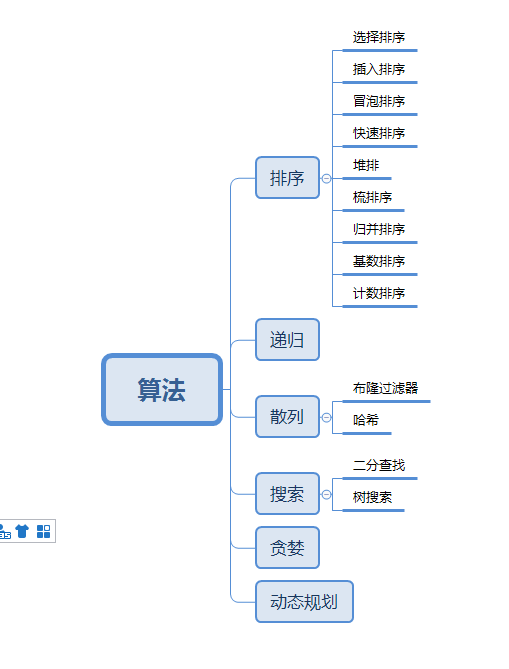 选择排序
插入排序
冒泡排序
快速排序
堆排
梳排序
归并排序
基数排序
计数排序
排序
递归
算法
布隆过滤器
哈希
散列
二分查找
树搜索
搜索
贪婪
动态规划